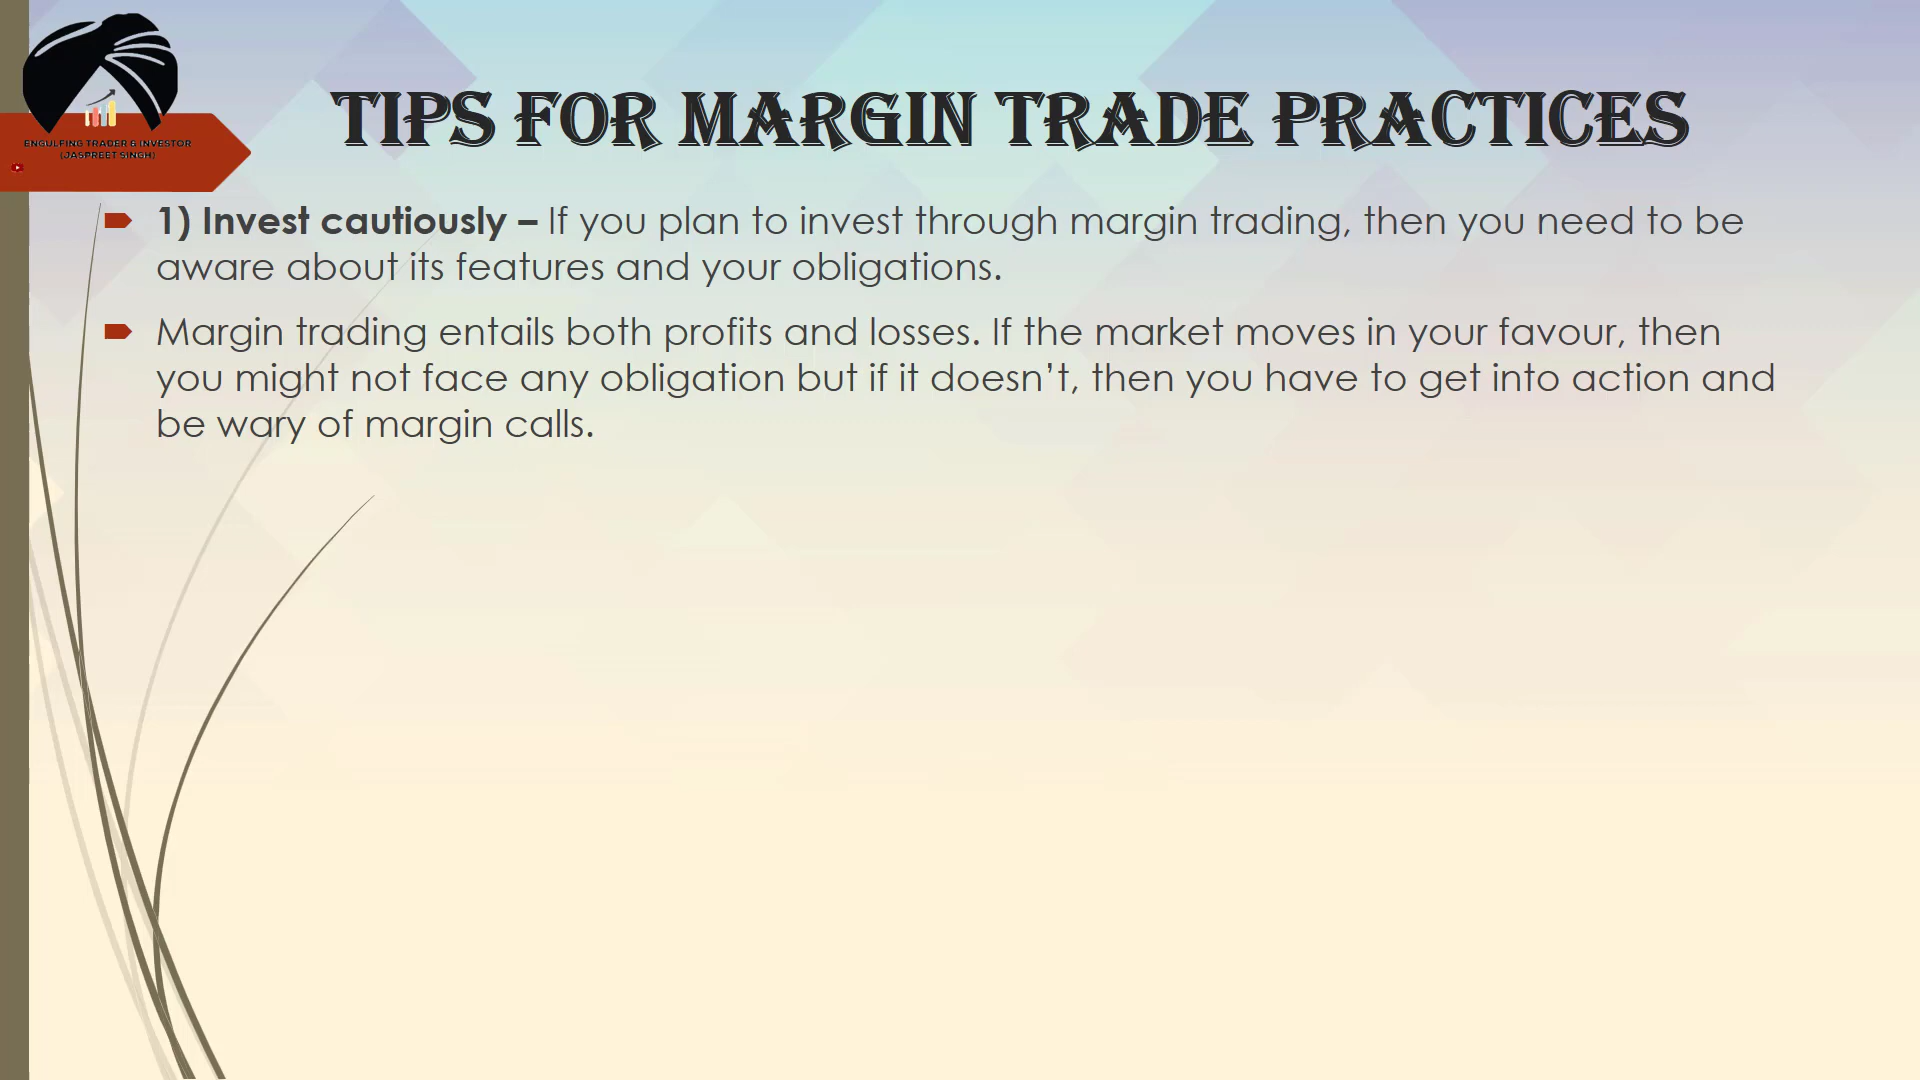 ENGULFING TRADER & INVESTOR
(JASPREET SINGH)
TIPS FOR MARGIN TRADE PRACTICES
1) Invest cautiously – If you plan to invest through margin trading, then you need to be
aware about its features and your obligations.
Margin trading entails both profits and losses. If the market moves in your favour, then
you might not face any obligation but if it doesn’t, then you have to get into action and
be wary of margin calls.